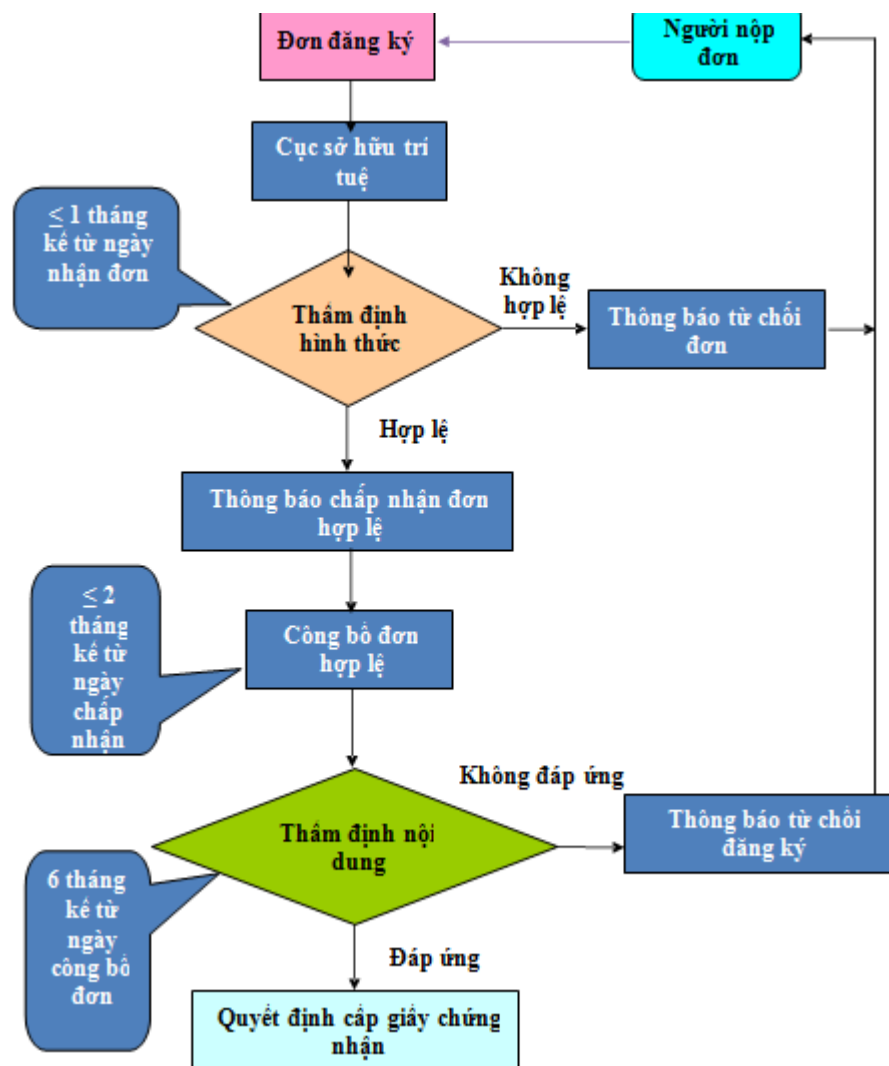 Đơn đăng ký
Người nộp
đơn
Cục sở hữu trí
tuệ
≤ 1 tháng
kể từ ngày
nhận đơn
Không
hợp lệ
Thẩm định
hình thức
Thông báo từ chối
đơn
Hợp lệ
Thông báo chấp nhận đơn
hợp lệ
≤ 2
tháng
kể từ
ngày
chấp
nhận
Công bố đơn
hợp lệ
Không đáp ứng
Thẩm định nội
dung
Thông báo từ chối
đăng ký
6 tháng
kể từ
ngày
công bố
đơn
Đáp ứng
Quyết định cấp giấy chứng
nhận